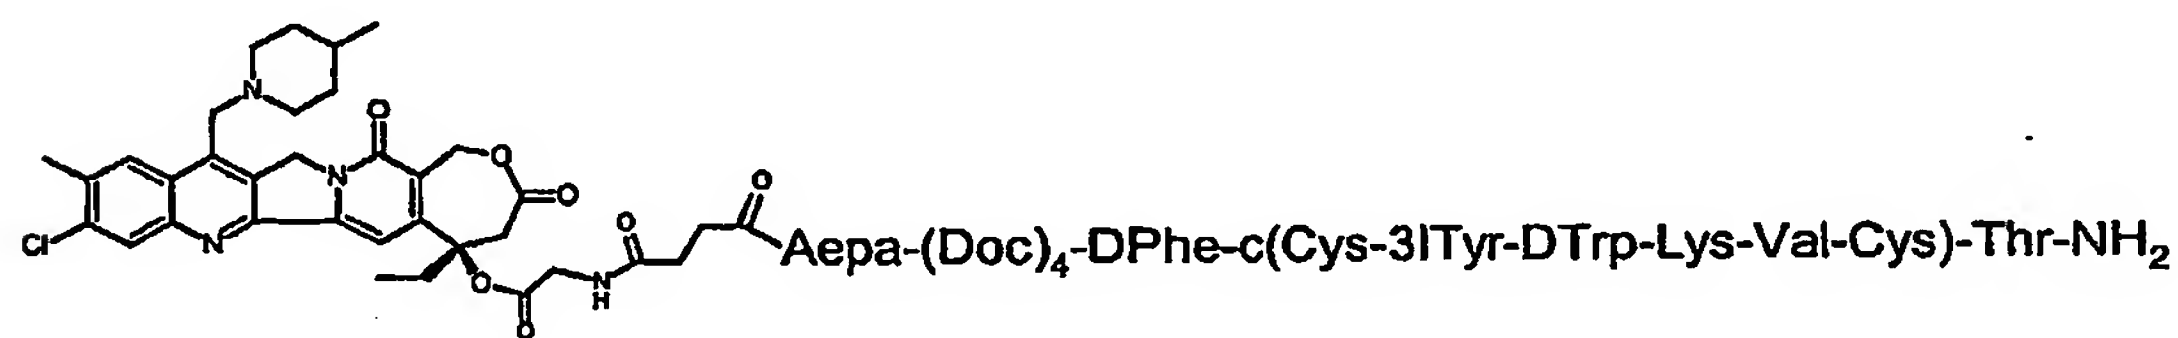 N
O
N
O
O
Cl
N
O
O
O
O
N
H
O
Aepa-(Doc)₄-DPhe-c(Cys-3ITyr-DTrp-Lys-Val-Cys)-Thr-NH₂